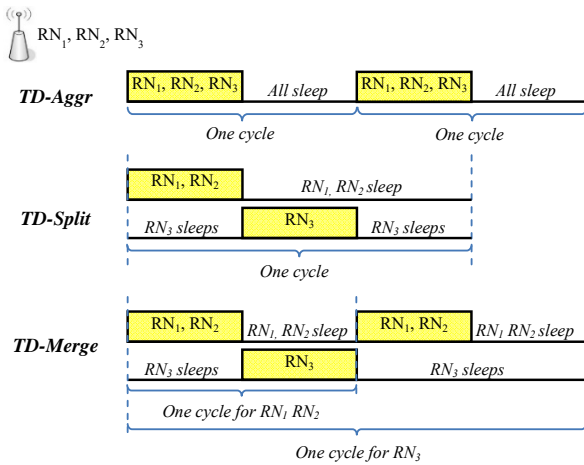 RN1, RN2, RN3
TD-Aggr
RN1, RN2, RN3
All sleep
RN1, RN2, RN3
All sleep
One cycle
One cycle
RN1, RN2
RN1, RN2 sleep
TD-Split
RN3 sleeps
RN3
RN3 sleeps
One cycle
RN1, RN2
RN1, RN2 sleep
RN1, RN2
RN1 RN2 sleep
TD-Merge
RN3 sleeps
RN3
RN3 sleeps
One cycle for RN1 RN2
One cycle for RN3